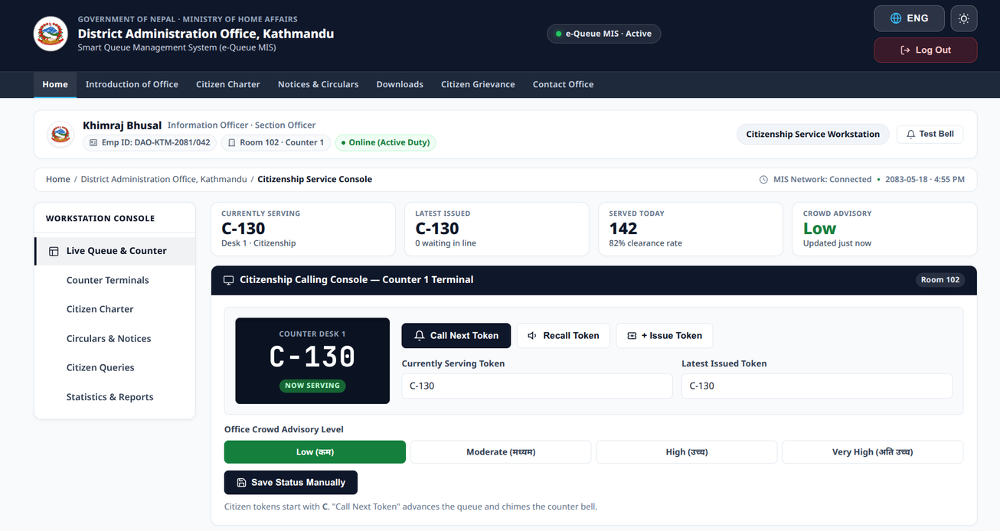 GOVERNMENT OF NEPAL · MINISTRY OF HOME AFFAIRS
District Administration Office, Kathmandu
Smart Queue Management System (e-Queue MIS)
e-Queue MIS · Active
ENG
Log Out
Home
Introduction of Office
Citizen Charter
Notices & Circulars
Downloads
Citizen Grievance
Contact Office
Khimraj Bhusal Information Officer · Section Officer
Emp ID: DAO-KTM-2081/042
Room 102 · Counter 1
Online (Active Duty)
Citizenship Service Workstation
Test Bell
Home / District Administration Office, Kathmandu / Citizenship Service Console
MIS Network: Connected • 2083-05-18 · 4:55 PM
WORKSTATION CONSOLE
Live Queue & Counter
Counter Terminals
Citizen Charter
Circulars & Notices
Citizen Queries
Statistics & Reports
CURRENTLY SERVING
C-130
Desk 1 · Citizenship
LATEST ISSUED
C-130
0 waiting in line
SERVED TODAY
142
82% clearance rate
CROWD ADVISORY
Low
Updated just now
Citizenship Calling Console — Counter 1 Terminal
Room 102
COUNTER DESK 1
C-130
NOW SERVING
Call Next Token
Recall Token
+ Issue Token
Currently Serving Token
C-130
Latest Issued Token
C-130
Office Crowd Advisory Level
Low (कम)
Moderate (मध्यम)
High (उच्च)
Very High (अति उच्च)
Save Status Manually
Citizen tokens start with C. "Call Next Token" advances the queue and chimes the counter bell.